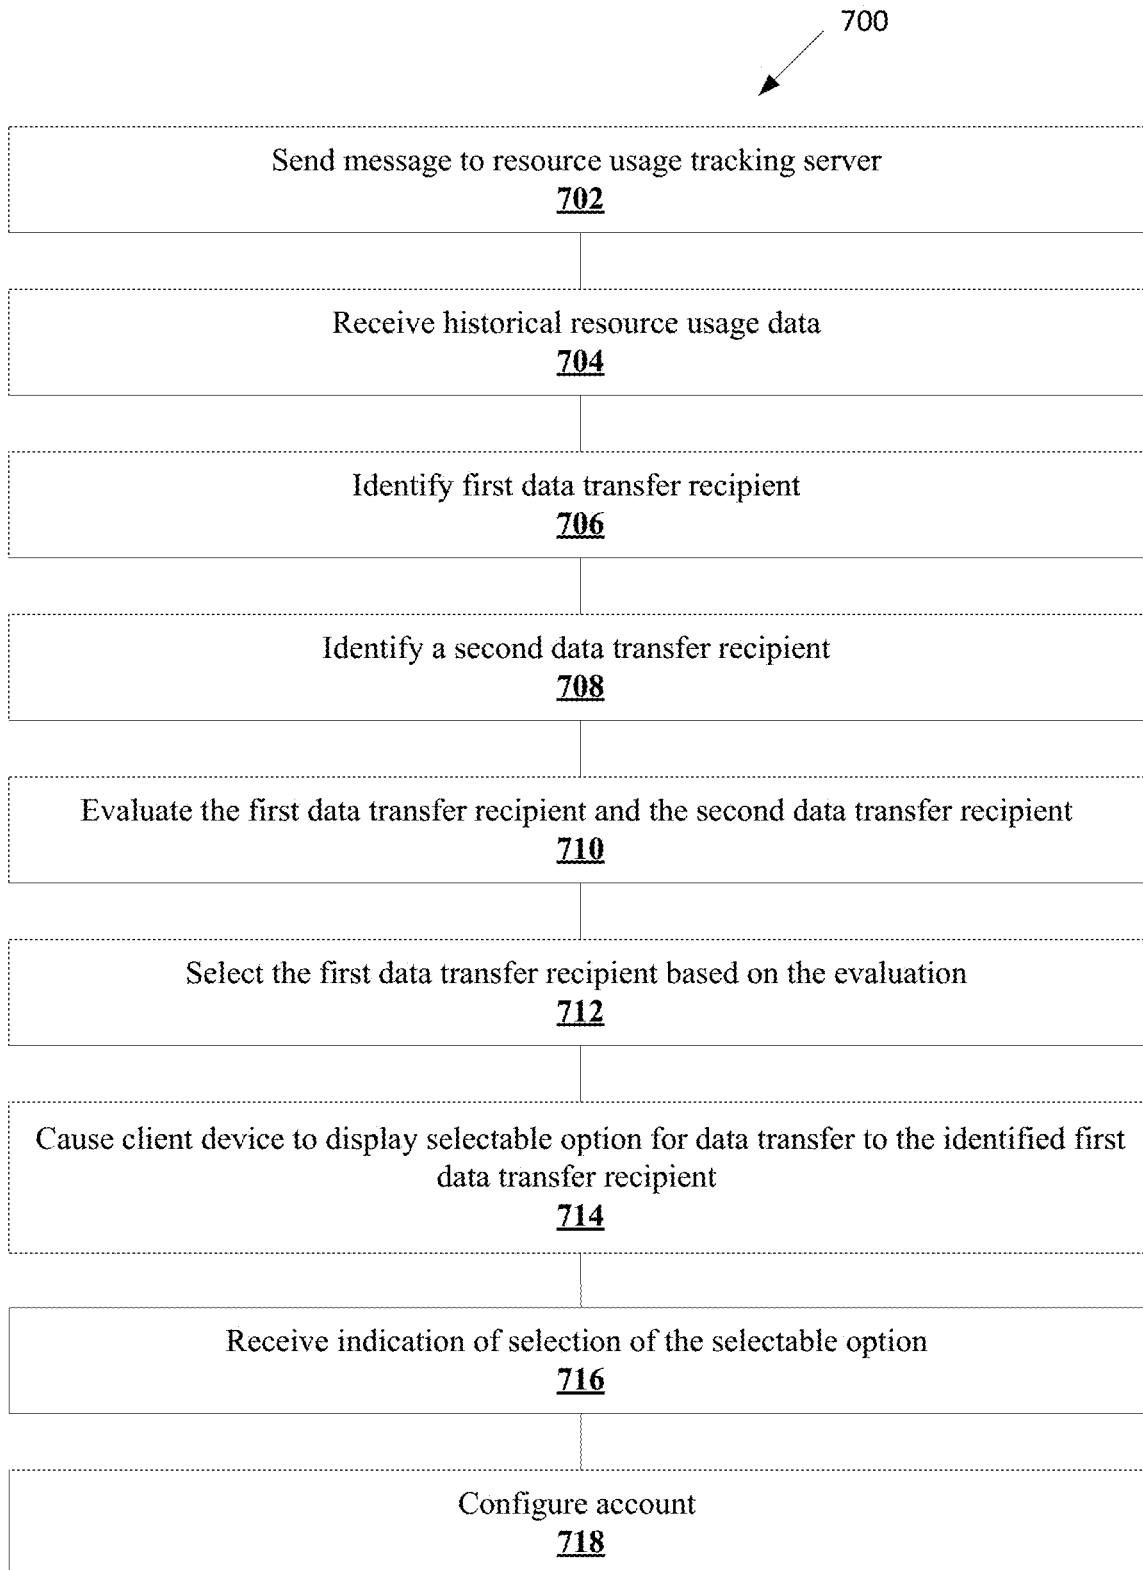 700
Send message to resource usage tracking server
702
Receive historical resource usage data
704
Identify first data transfer recipient
706
Identify a second data transfer recipient
708
Evaluate the first data transfer recipient and the second data transfer recipient
710
Select the first data transfer recipient based on the evaluation
712
Cause client device to display selectable option for data transfer to the identified first
data transfer recipient
714
Receive indication of selection of the selectable option
716
Configure account
718